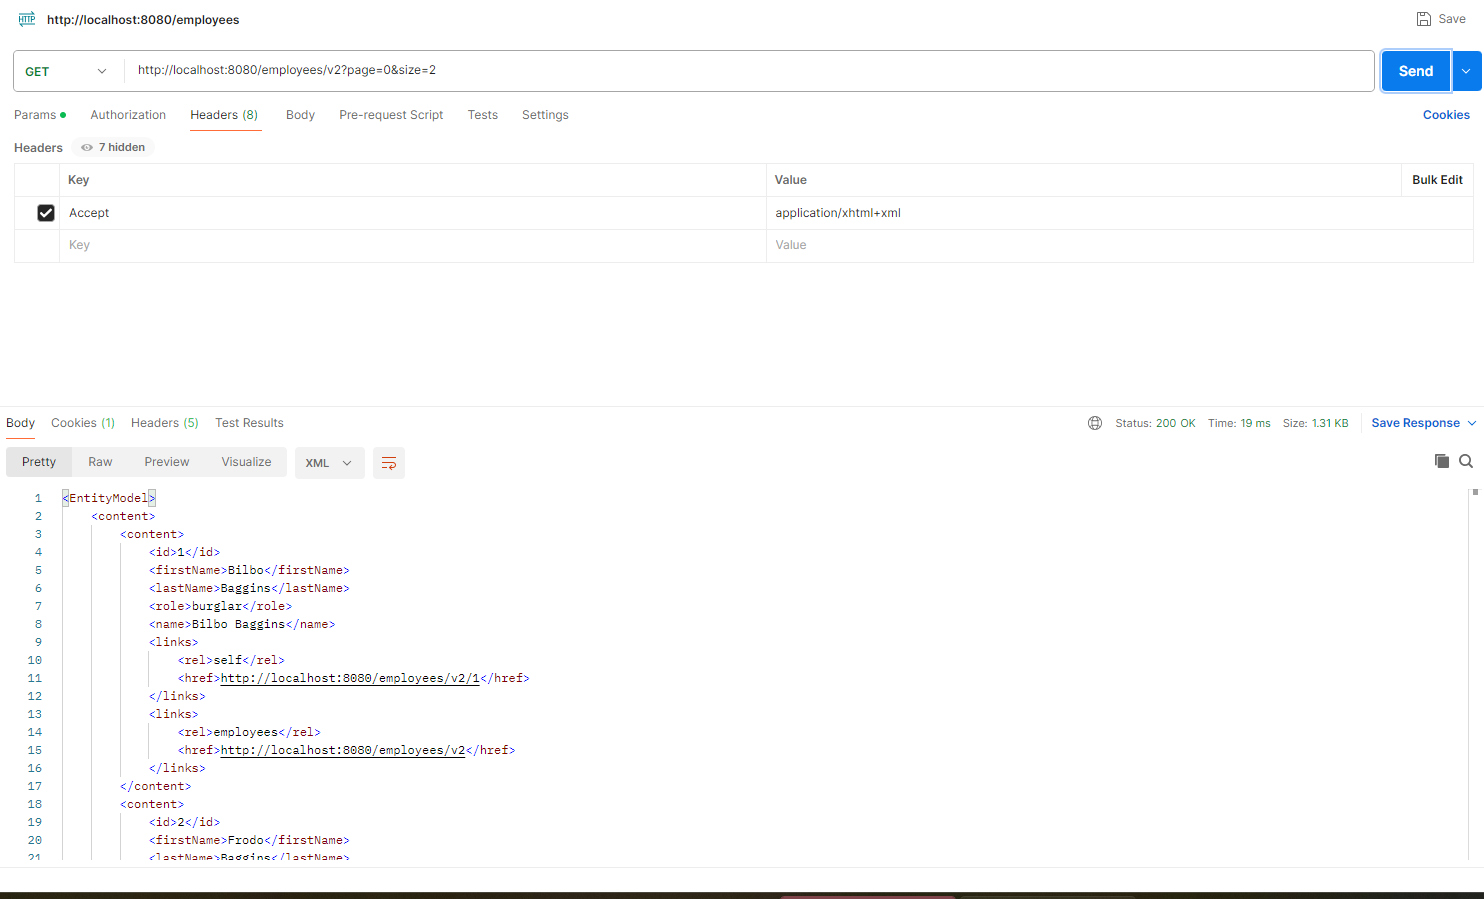 HTTP http://localhost:8080/employees Save
GET http://localhost:8080/employees/v2?page=0&size=2 Send
Params Authorization Headers (8) Body Pre-request Script Tests Settings Cookies
Headers 7 hidden
Key Value Bulk Edit
Accept application/xhtml+xml
Key Value
Body Cookies (1) Headers (5) Test Results Status: 200 OK Time: 19 ms Size: 1.31 KB Save Response
Pretty Raw Preview Visualize XML
1 <EntityModel>
2 <content>
3 <content>
4 <id>1</id>
5 <firstName>Bilbo</firstName>
6 <lastName>Baggins</lastName>
7 <role>burglar</role>
8 <name>Bilbo Baggins</name>
9 <links>
10 <rel>self</rel>
11 <href>http://localhost:8080/employees/v2/1</href>
12 </links>
13 <links>
14 <rel>employees</rel>
15 <href>http://localhost:8080/employees/v2</href>
16 </links>
17 </content>
18 <content>
19 <id>2</id>
20 <firstName>Frodo</firstName>
21 <lastName>Baggins</lastName>